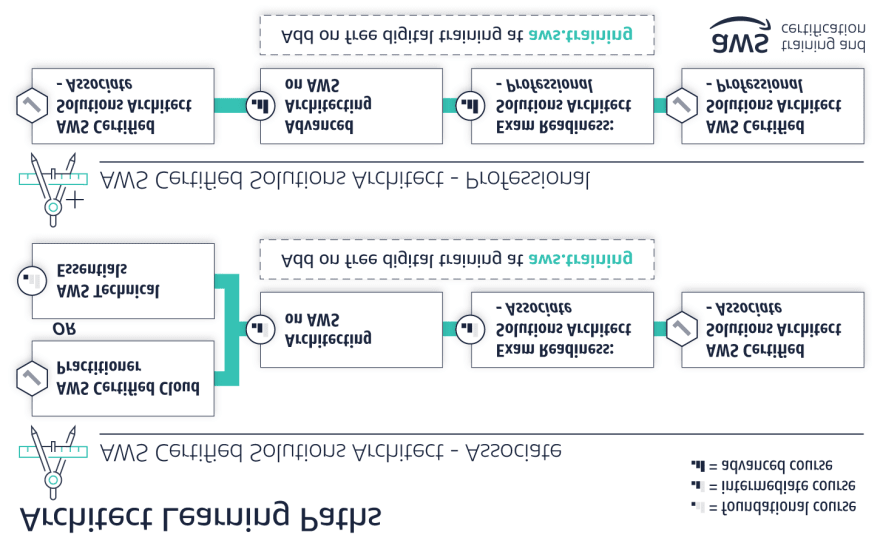 Architect Learning Paths
= foundational course
= intermediate course
= advanced course
AWS Certified Solutions Architect - Associate
AWS Certified Cloud
Practitioner
OR
AWS Technical
Essentials
Architecting
on AWS
Exam Readiness:
Solutions Architect
- Associate
AWS Certified
Solutions Architect
- Associate
Add on free digital training at aws.training
AWS Certified Solutions Architect - Professional
AWS Certified
Solutions Architect
- Associate
Advanced
Architecting
on AWS
Exam Readiness:
Solutions Architect
- Professional
AWS Certified
Solutions Architect
- Professional
Add on free digital training at aws.training
aws
training and
certification